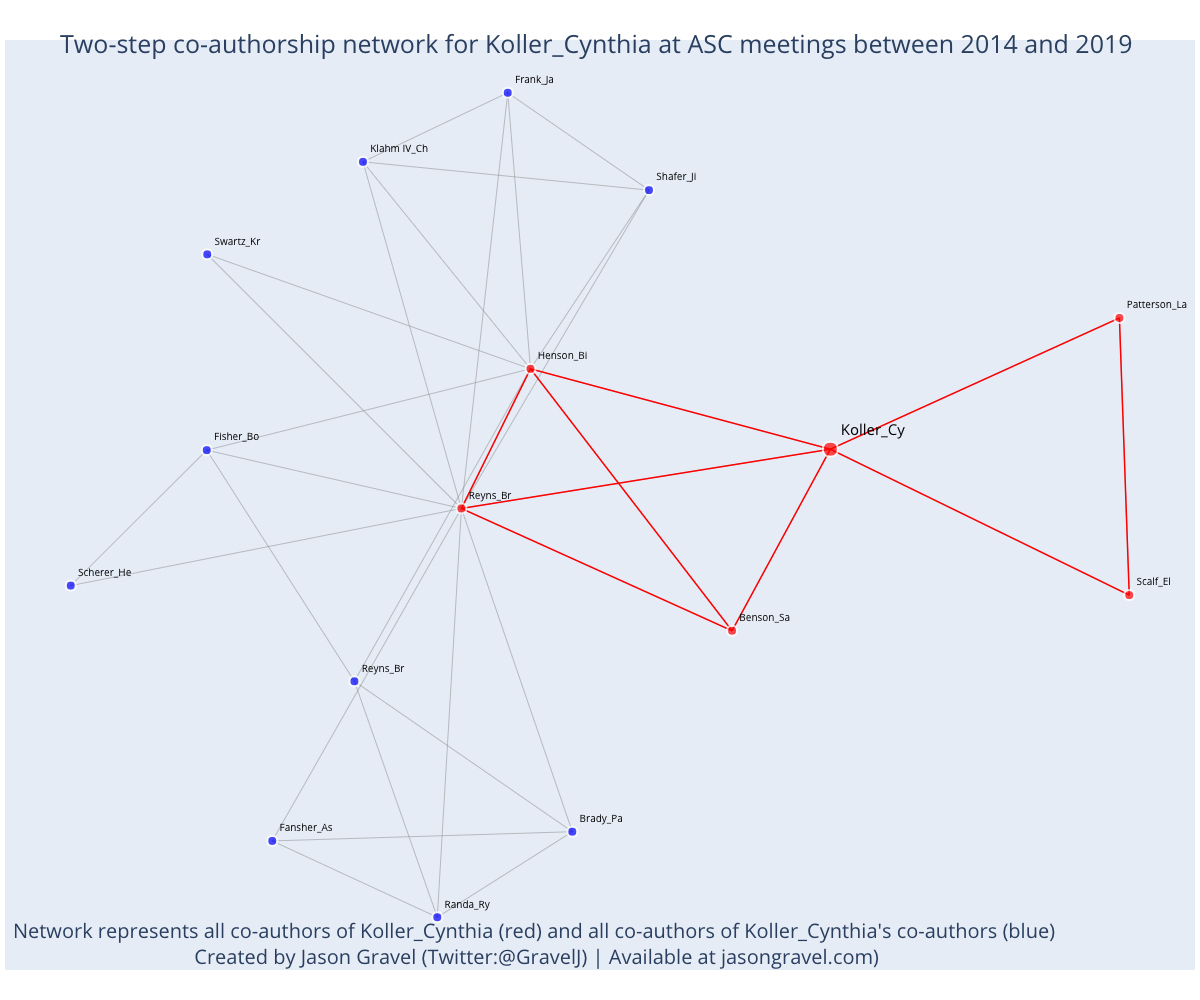 Two-step co-authorship network for Koller_Cynthia at ASC meetings between 2014 and 2019
Frank_Ja
Klahm IV_Ch
Shafer_Ji
Swartz_Kr
Patterson_La
Henson_Bi
Koller_Cy
Fisher_Bo
Reyns_Br
Scherer_He
Scalf_El
Benson_Sa
Reyns_Br
Brady_Pa
Fansher_As
Randa_Ry
Network represents all co-authors of Koller_Cynthia (red) and all co-authors of Koller_Cynthia's co-authors (blue)
Created by Jason Gravel (Twitter:@GravelJ) | Available at jasongravel.com)